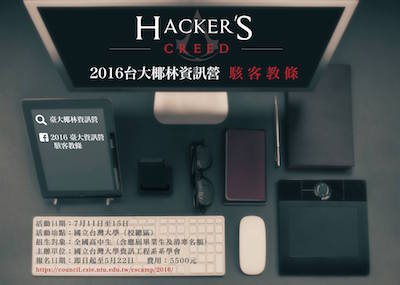 HACKER'S
CREED
2016台大椰林資訊營 駭客教條
臺大椰林資訊營
2016 臺大資訊營
駭客教條
活動日期：7月11日至15日
活動地點：國立台灣大學（校總區）
招生對象：全國高中生（含應屆畢業生及清寒名額）
主辦單位：國立台灣大學資訊工程系系學會
報名日期：即日起至5月22日 費用：5500元
https://council.csie.ntu.edu.tw/cscamp/2016/